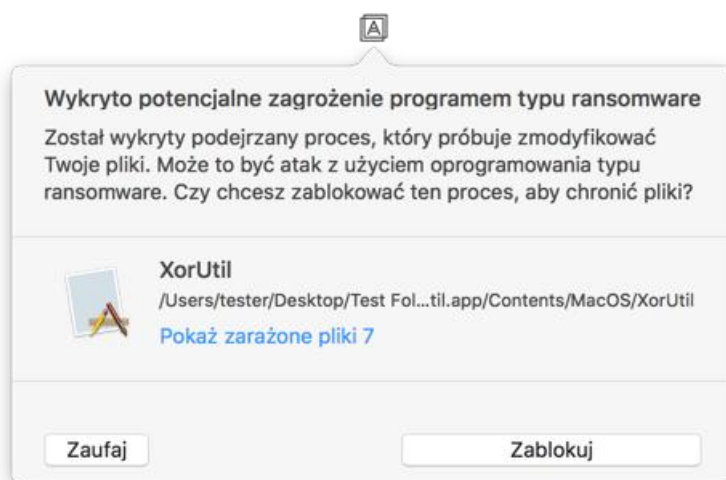 Wykryto potencjalne zagrożenie programem typu ransomware
Został wykryty podejrzany proces, który próbuje zmodyfikować
Twoje pliki. Może to być atak z użyciem oprogramowania typu
ransomware. Czy chcesz zablokować ten proces, aby chronić pliki?
XorUtil
/Users/tester/Desktop/Test Fol...til.app/Contents/MacOS/XorUtil
Pokaż zarażone pliki 7
Zaufaj
Zablokuj